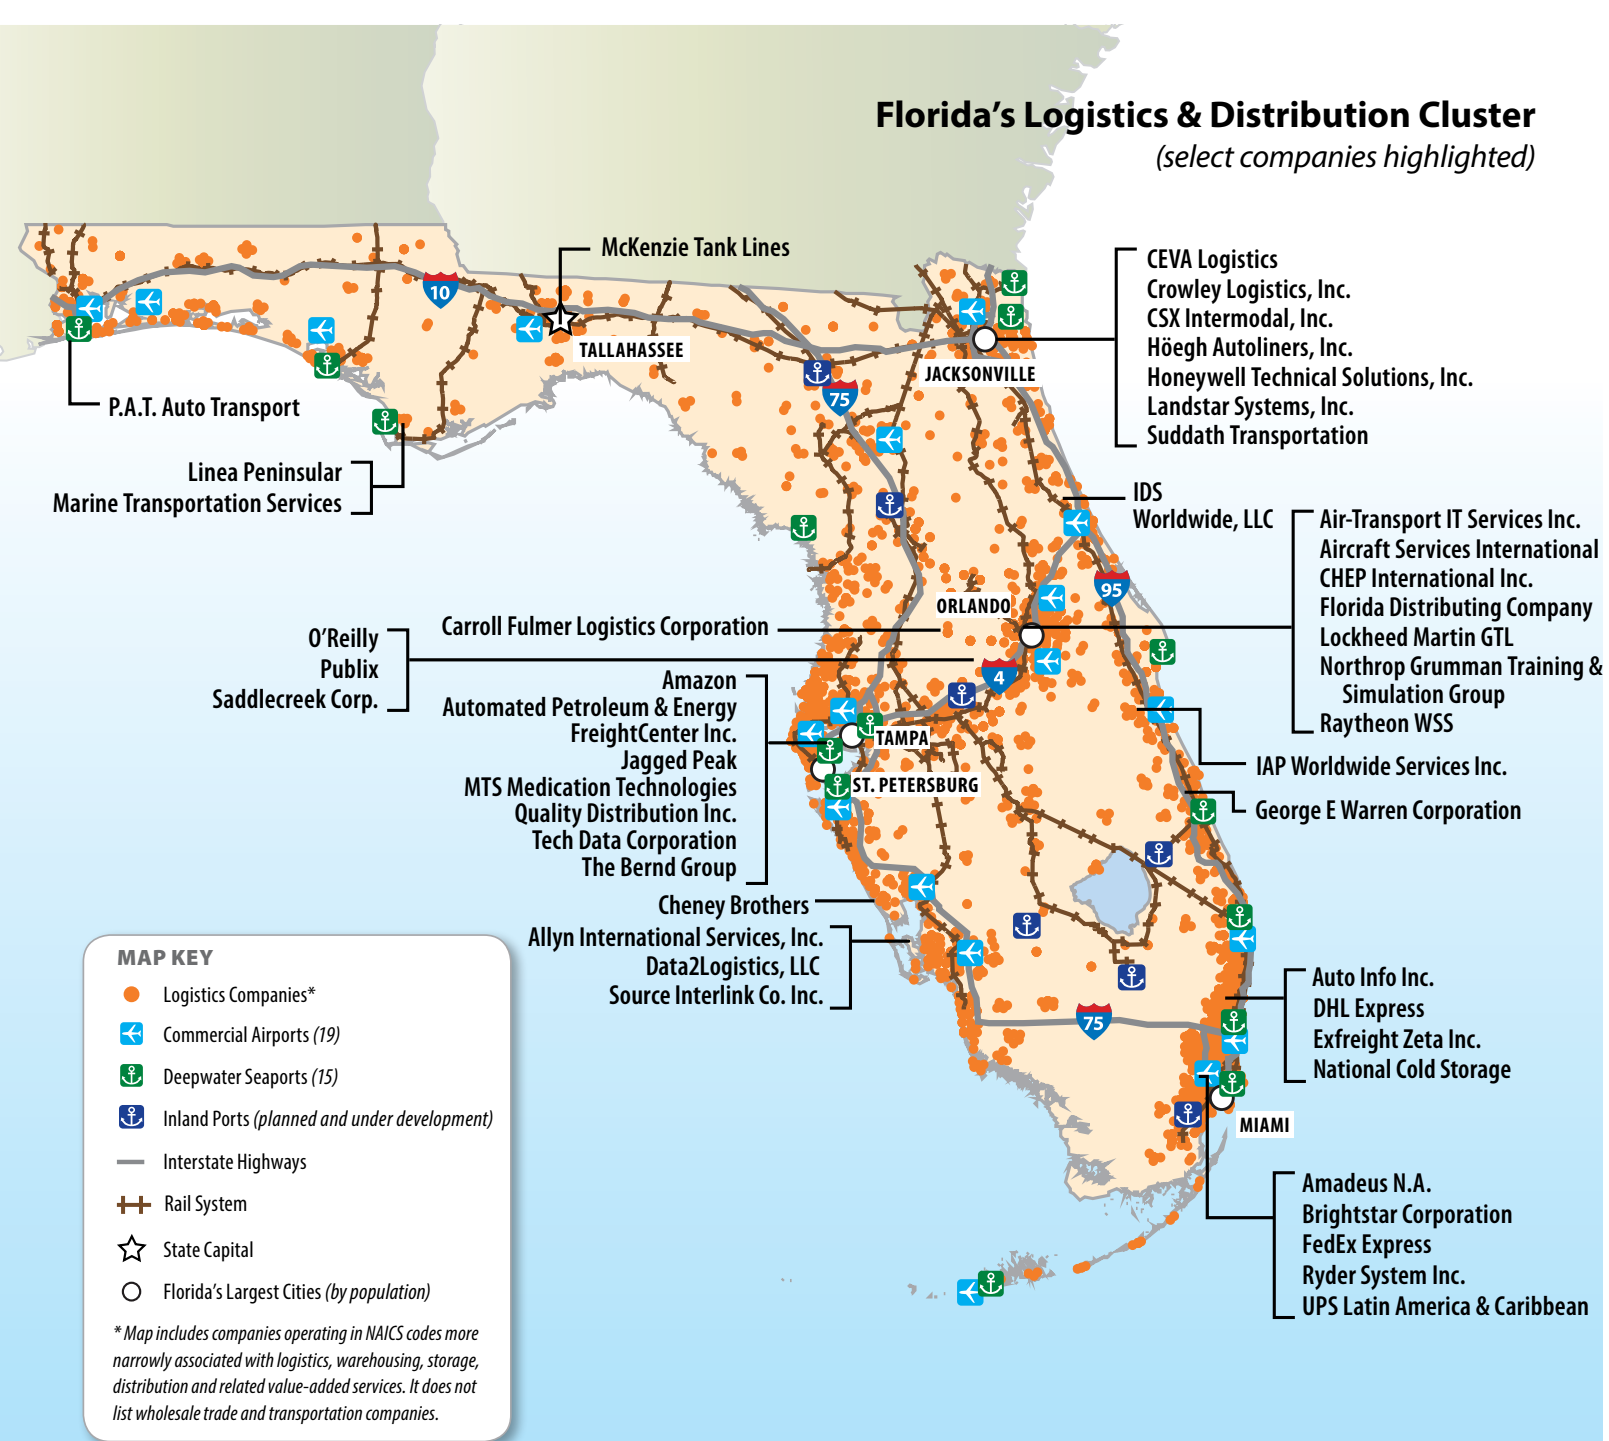 Florida's Logistics & Distribution Cluster
(select companies highlighted)
McKenzie Tank Lines
CEVA Logistics
Crowley Logistics, Inc.
CSX Intermodal, Inc.
Höegh Autoliners, Inc.
Honeywell Technical Solutions, Inc.
Landstar Systems, Inc.
Suddath Transportation
10
TALLAHASSEE
JACKSONVILLE
75
P.A.T. Auto Transport
Linea Peninsular
Marine Transportation Services
IDS
Worldwide, LLC
Air-Transport IT Services Inc.
Aircraft Services International
CHEP International Inc.
Florida Distributing Company
Lockheed Martin GTL
Northrop Grumman Training &
Simulation Group
Raytheon WSS
95
ORLANDO
Carroll Fulmer Logistics Corporation
O'Reilly
Publix
Saddlecreek Corp.
4
Amazon
Automated Petroleum & Energy
FreightCenter Inc.
Jagged Peak
MTS Medication Technologies
Quality Distribution Inc.
Tech Data Corporation
The Bernd Group
TAMPA
ST. PETERSBURG
IAP Worldwide Services Inc.
George E Warren Corporation
Cheney Brothers
Allyn International Services, Inc.
Data2Logistics, LLC
Source Interlink Co. Inc.
75
Auto Info Inc.
DHL Express
Exfreight Zeta Inc.
National Cold Storage
MIAMI
Amadeus N.A.
Brightstar Corporation
FedEx Express
Ryder System Inc.
UPS Latin America & Caribbean
MAP KEY
Logistics Companies*
Commercial Airports (19)
Deepwater Seaports (15)
Inland Ports (planned and under development)
Interstate Highways
Rail System
State Capital
Florida's Largest Cities (by population)
* Map includes companies operating in NAICS codes more
narrowly associated with logistics, warehousing, storage,
distribution and related value-added services. It does not
list wholesale trade and transportation companies.